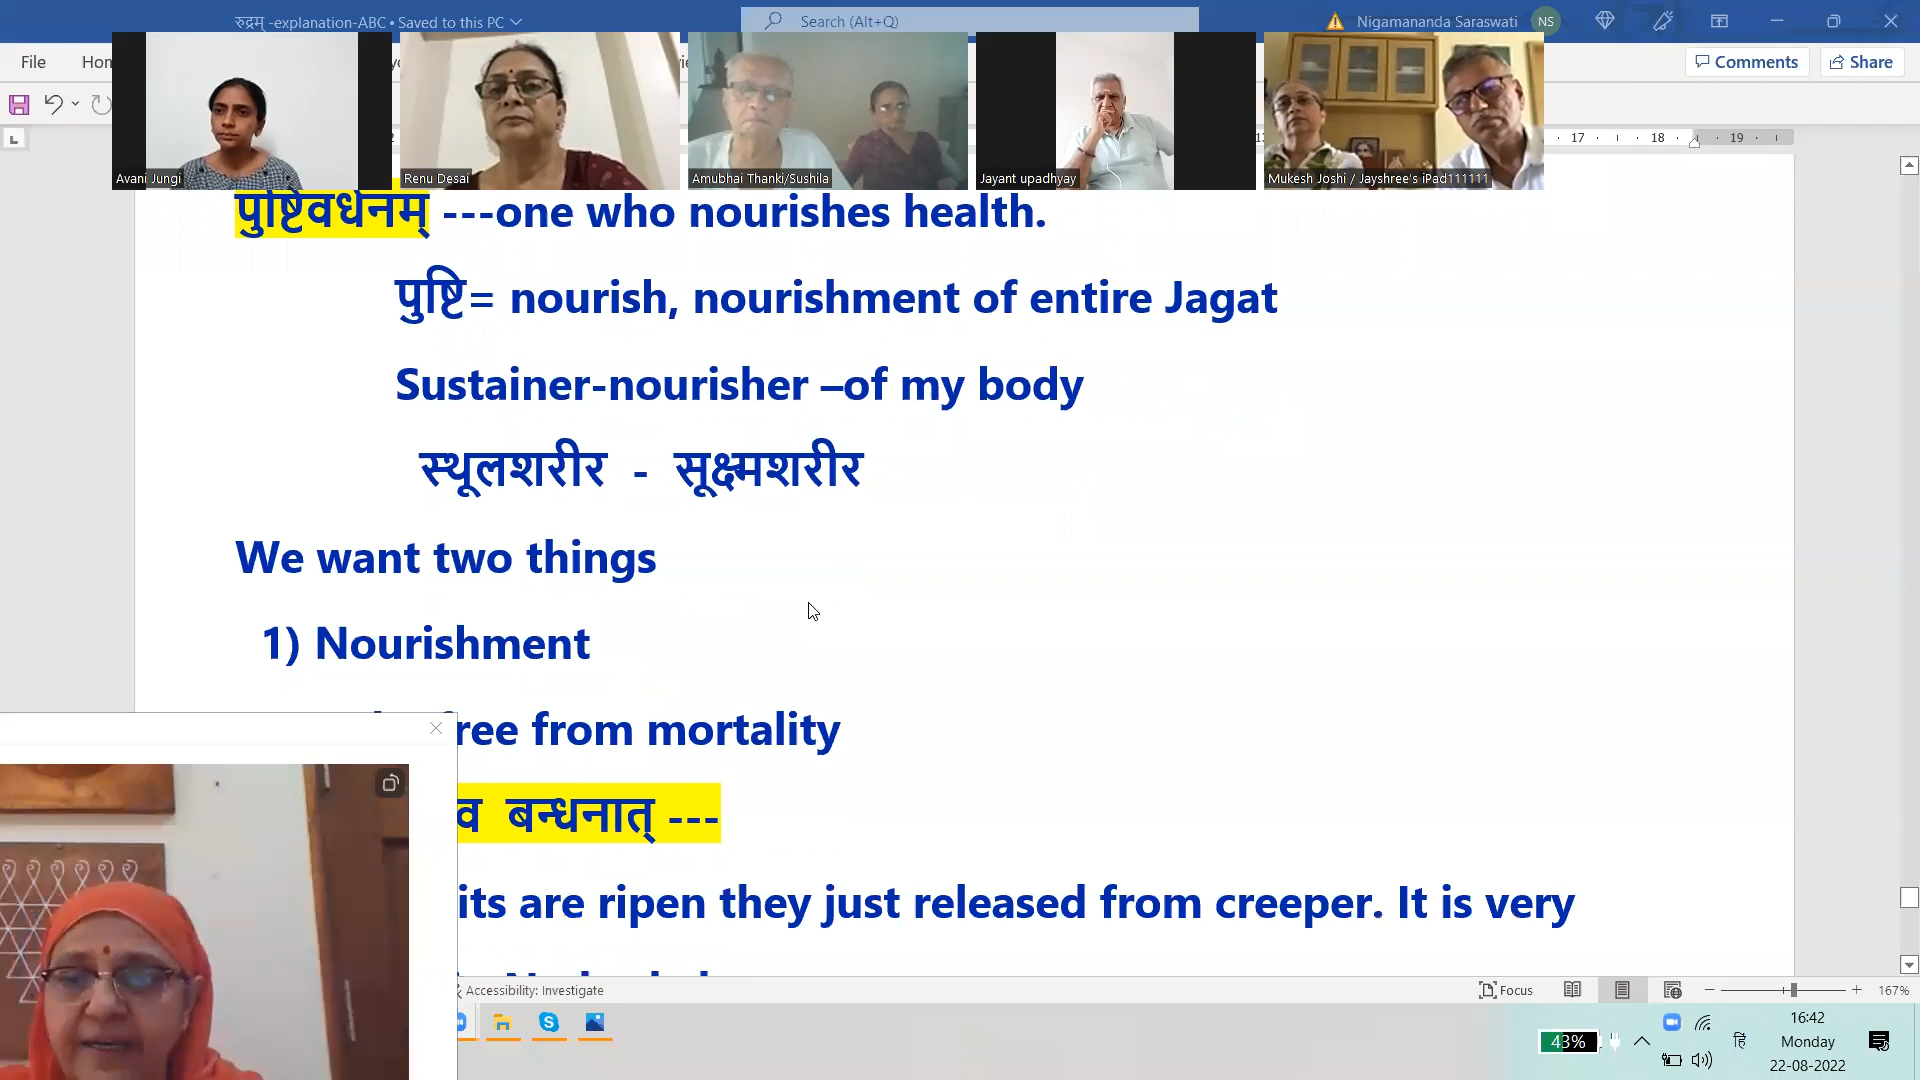 रुद्रम् -explanation-ABC • Saved to this PC
Search (Alt+Q)
Nigamananda Saraswati
NS
File
Comments
Share
Avani Jungi
Renu Desai
Amubhai Thanki/Sushila
Jayant upadhyay
Mukesh Joshi / Jayshree's iPad111111
17 18 19
पुष्टिवर्धनम् ---one who nourishes health.
पुष्टि= nourish, nourishment of entire Jagat
Sustainer-nourisher –of my body
स्थूलशरीर - सूक्ष्मशरीर
We want two things
1) Nourishment
free from mortality
व बन्धनात् ---
its are ripen they just released from creeper. It is very
Accessibility: Investigate
Focus
167%
43%
हि
16:42
Monday
22-08-2022